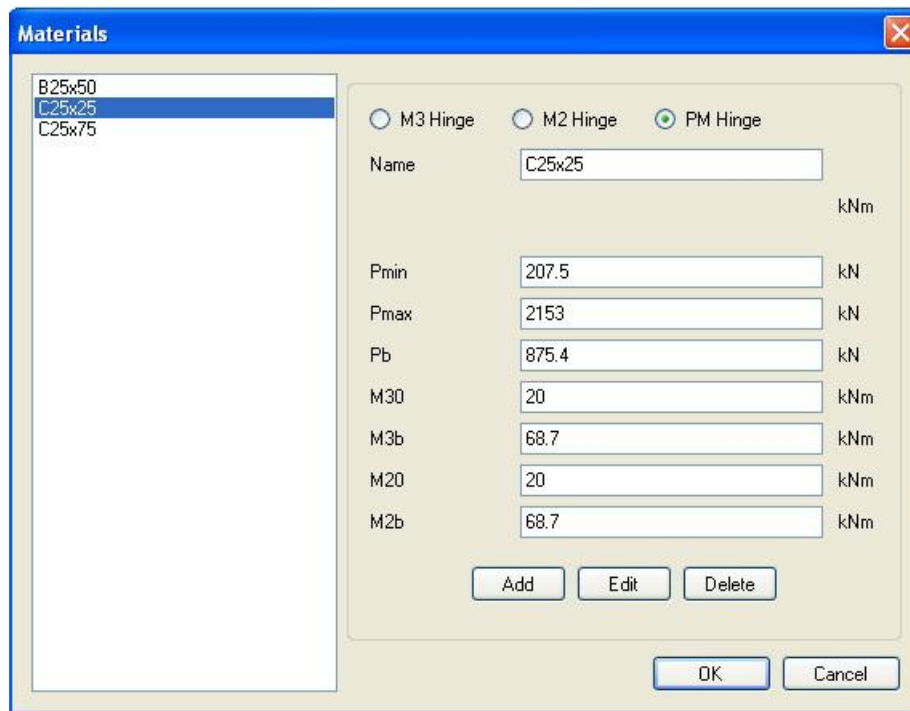 Materials
B25x50
C25x25
C25x75
M3 Hinge M2 Hinge PM Hinge
Name C25x25
kNm
Pmin 207.5 kN
Pmax 2153 kN
Pb 875.4 kN
M30 20 kNm
M3b 68.7 kNm
M20 20 kNm
M2b 68.7 kNm
Add Edit Delete
OK Cancel